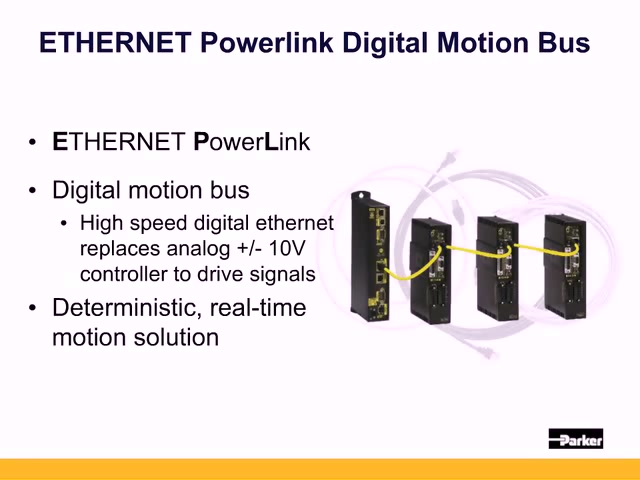 ETHERNET Powerlink Digital Motion Bus
• ETHERNET PowerLink
• Digital motion bus
• High speed digital ethernet
replaces analog +/- 10V
controller to drive signals
• Deterministic, real-time
motion solution
Parker